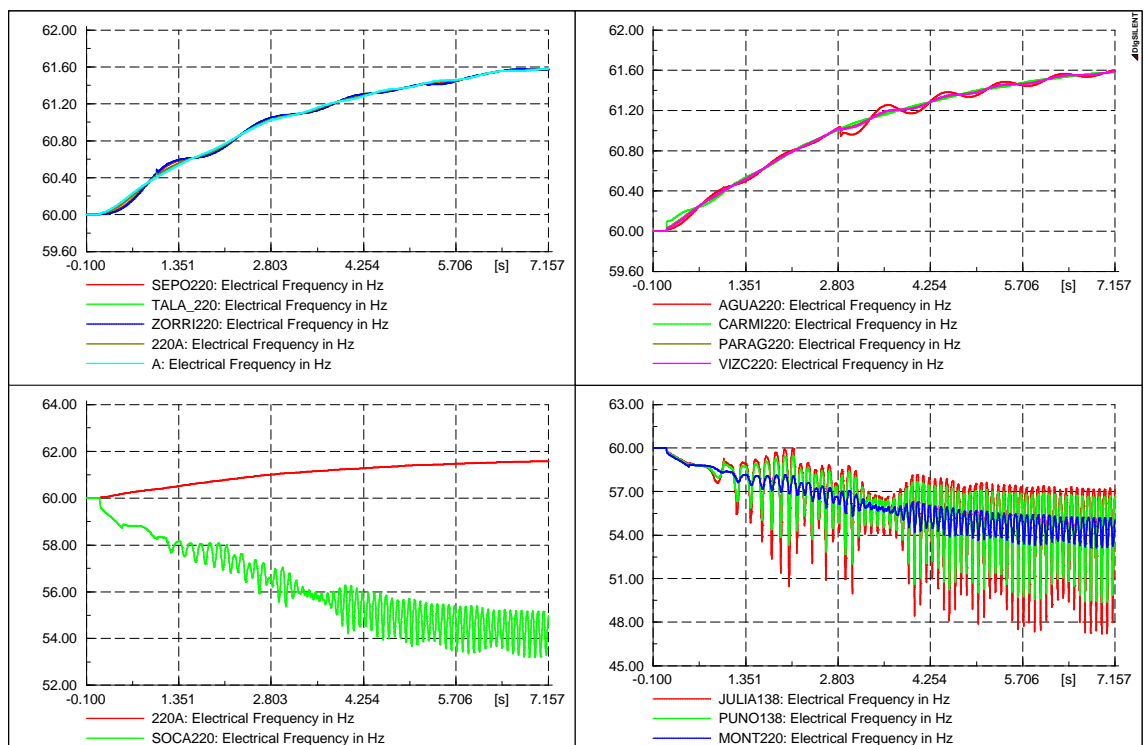 62.00
61.60
61.20
60.80
60.40
60.00
59.60
-0.100 1.351 2.803 4.254 5.706 [s] 7.157
SEPO220: Electrical Frequency in Hz
TALA_220: Electrical Frequency in Hz
ZORRI220: Electrical Frequency in Hz
220A: Electrical Frequency in Hz
A: Electrical Frequency in Hz
62.00
61.60
61.20
60.80
60.40
60.00
59.60
-0.100 1.351 2.803 4.254 5.706 [s] 7.157
AGUA220: Electrical Frequency in Hz
CARMI220: Electrical Frequency in Hz
PARAG220: Electrical Frequency in Hz
VIZC220: Electrical Frequency in Hz
DIgSILENT
64.00
62.00
60.00
58.00
56.00
54.00
52.00
-0.100 1.351 2.803 4.254 5.706 [s] 7.157
220A: Electrical Frequency in Hz
SOCA220: Electrical Frequency in Hz
63.00
60.00
57.00
54.00
51.00
48.00
45.00
-0.100 1.351 2.803 4.254 5.706 [s] 7.157
JULIA138: Electrical Frequency in Hz
PUNO138: Electrical Frequency in Hz
MONT220: Electrical Frequency in Hz